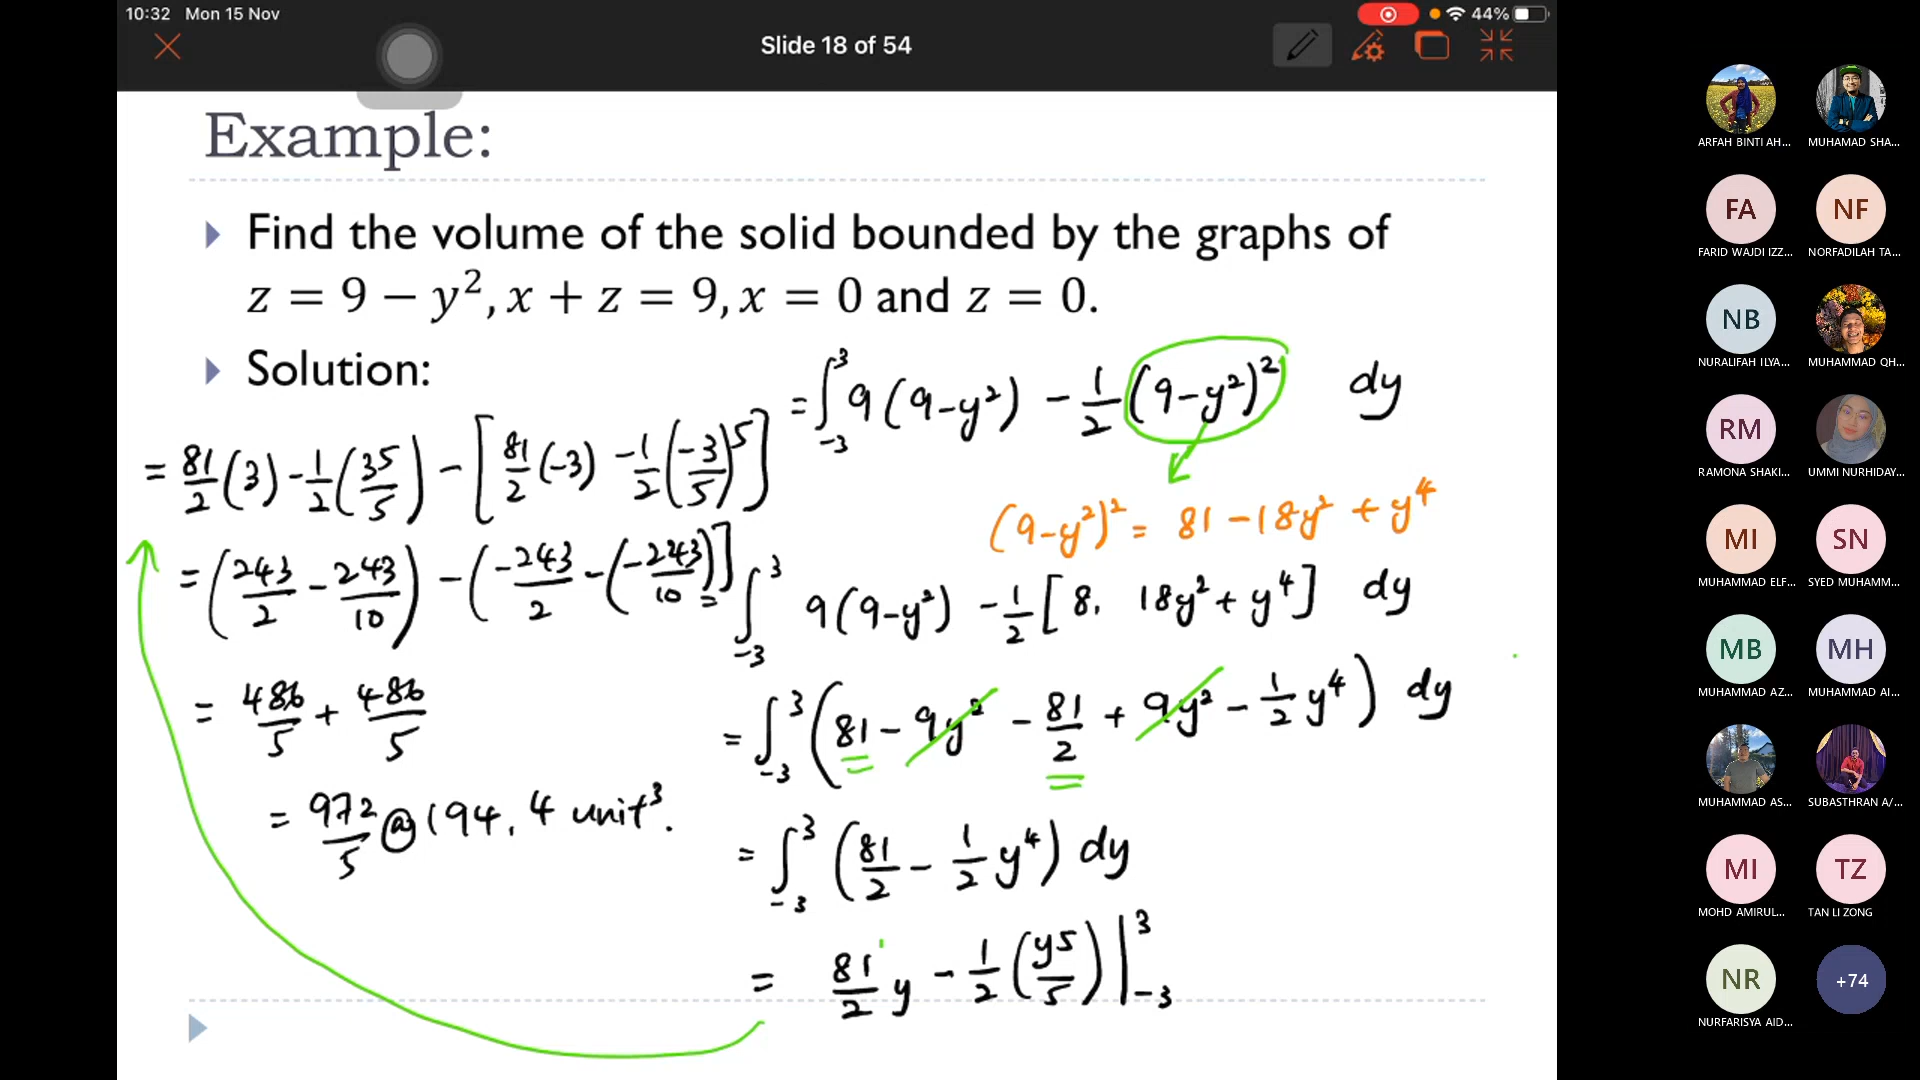 10:32 Mon 15 Nov
44%
Slide 18 of 54
Example:
Find the volume of the solid bounded by the graphs of
z = 9 − y², x + z = 9, x = 0 and z = 0.
Solution:
= ∫₋₃³ 9(9-y²) - 1/2 (9-y²)² dy
(9-y²)² = 81 - 18y² + y⁴
= ∫₋₃³ 9(9-y²) - 1/2 [8 18y² + y⁴] dy
= ∫₋₃³ (81 - 9y² - 81/2 + 9y² - 1/2 y⁴) dy
= ∫₋₃³ (81/2 - 1/2 y⁴) dy
= 81/2 y - 1/2 (y5/5) |₋₃³
= 81/2 (3) - 1/2 (35/5) - [81/2 (-3) - 1/2 (-3/5)5]
= (243/2 - 243/10) - (-243/2 - (-243/10)]
= 486/5 + 486/5
= 972/5 @ 194.4 unit³.
ARFAH BINTI AH...
MUHAMAD SHA...
FA
FARID WAJDI IZZ...
NF
NORFADILAH TA...
NB
NURALIFAH ILYA...
MUHAMMAD QH...
RM
RAMONA SHAKI...
UMMI NURHIDAY...
MI
MUHAMMAD ELF...
SN
SYED MUHAMM...
MB
MUHAMMAD AZ...
MH
MUHAMMAD AI...
MUHAMMAD AS...
SUBASTHRAN A/...
MI
MOHD AMIRUL...
TZ
TAN LI ZONG
NR
NURFARISYA AID...
+74